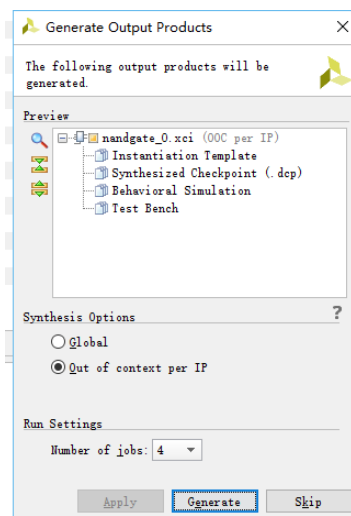 Generate Output Products
The following output products will be
generated.
Preview
nandgate_0.xci (OOC per IP)
Instantiation Template
Synthesized Checkpoint (.dcp)
Behavioral Simulation
Test Bench
Synthesis Options
?
Global
Out of context per IP
Run Settings
Number of jobs: 4
Apply Generate Skip